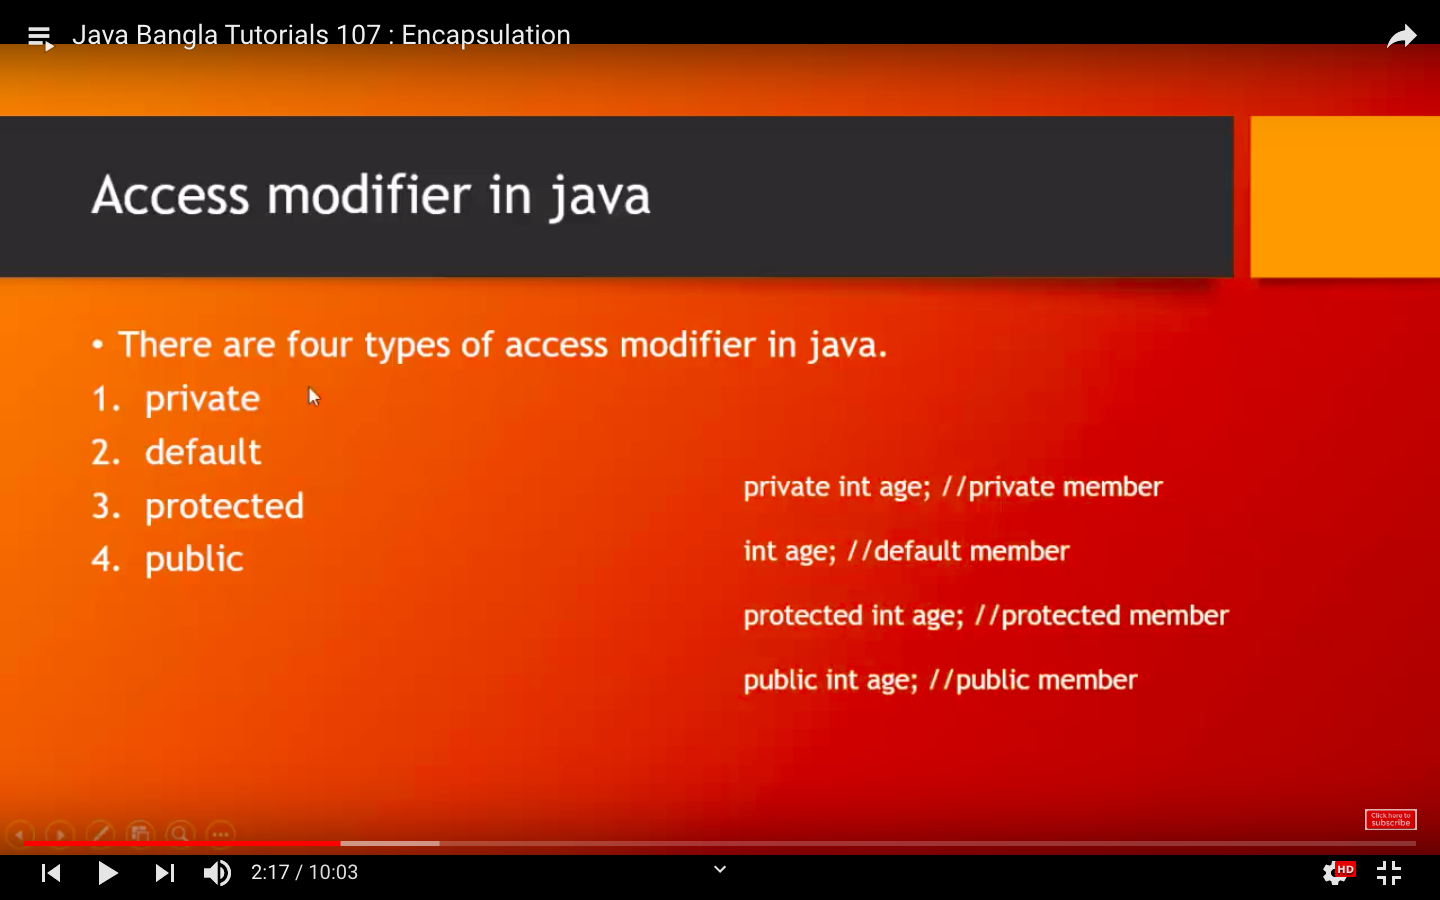 Java Bangla Tutorials 107 : Encapsulation
Access modifier in java
• There are four types of access modifier in java.
1. private
2. default
3. protected
4. public
private int age; //private member
int age; //default member
protected int age; //protected member
public int age; //public member
Click here to
subscribe
2:17 / 10:03
HD